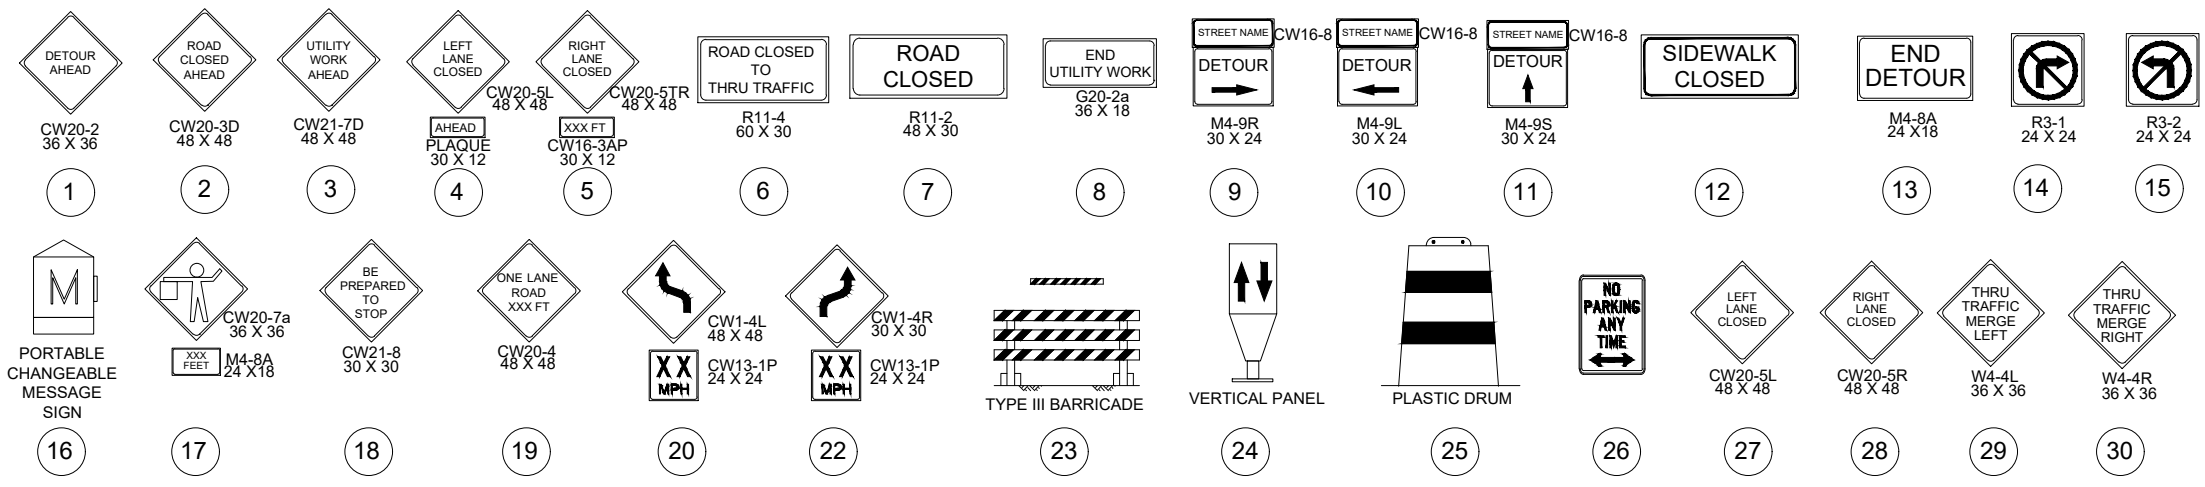 DETOUR
AHEAD
CW20-2
36 X 36
1
ROAD
CLOSED
AHEAD
CW20-3D
48 X 48
2
UTILITY
WORK
AHEAD
CW21-7D
48 X 48
3
LEFT
LANE
CLOSED
CW20-5L
48 X 48
AHEAD
PLAQUE
30 X 12
4
RIGHT
LANE
CLOSED
CW20-5TR
48 X 48
XXX FT
CW16-3AP
30 X 12
5
ROAD CLOSED
TO
THRU TRAFFIC
R11-4
60 X 30
6
ROAD
CLOSED
R11-2
48 X 30
7
END
UTILITY WORK
G20-2a
36 X 18
8
STREET NAME
CW16-8
DETOUR
M4-9R
30 X 24
9
STREET NAME
CW16-8
DETOUR
M4-9L
30 X 24
10
STREET NAME
CW16-8
DETOUR
M4-9S
30 X 24
11
SIDEWALK
CLOSED
12
END
DETOUR
M4-8A
24 X18
13
R3-1
24 X 24
14
R3-2
24 X 24
15
M
PORTABLE
CHANGEABLE
MESSAGE
SIGN
16
CW20-7a
36 X 36
XXX
FEET
M4-8A
24 X18
17
BE
PREPARED
TO
STOP
CW21-8
30 X 30
18
ONE LANE
ROAD
XXX FT
CW20-4
48 X 48
19
CW1-4L
48 X 48
XX
MPH
CW13-1P
24 X 24
20
CW1-4R
30 X 30
XX
MPH
CW13-1P
24 X 24
22
TYPE III BARRICADE
23
VERTICAL PANEL
24
PLASTIC DRUM
25
NO
PARKING
ANY
TIME
26
LEFT
LANE
CLOSED
CW20-5L
48 X 48
27
RIGHT
LANE
CLOSED
CW20-5R
48 X 48
28
THRU
TRAFFIC
MERGE
LEFT
W4-4L
36 X 36
29
THRU
TRAFFIC
MERGE
RIGHT
W4-4R
36 X 36
30